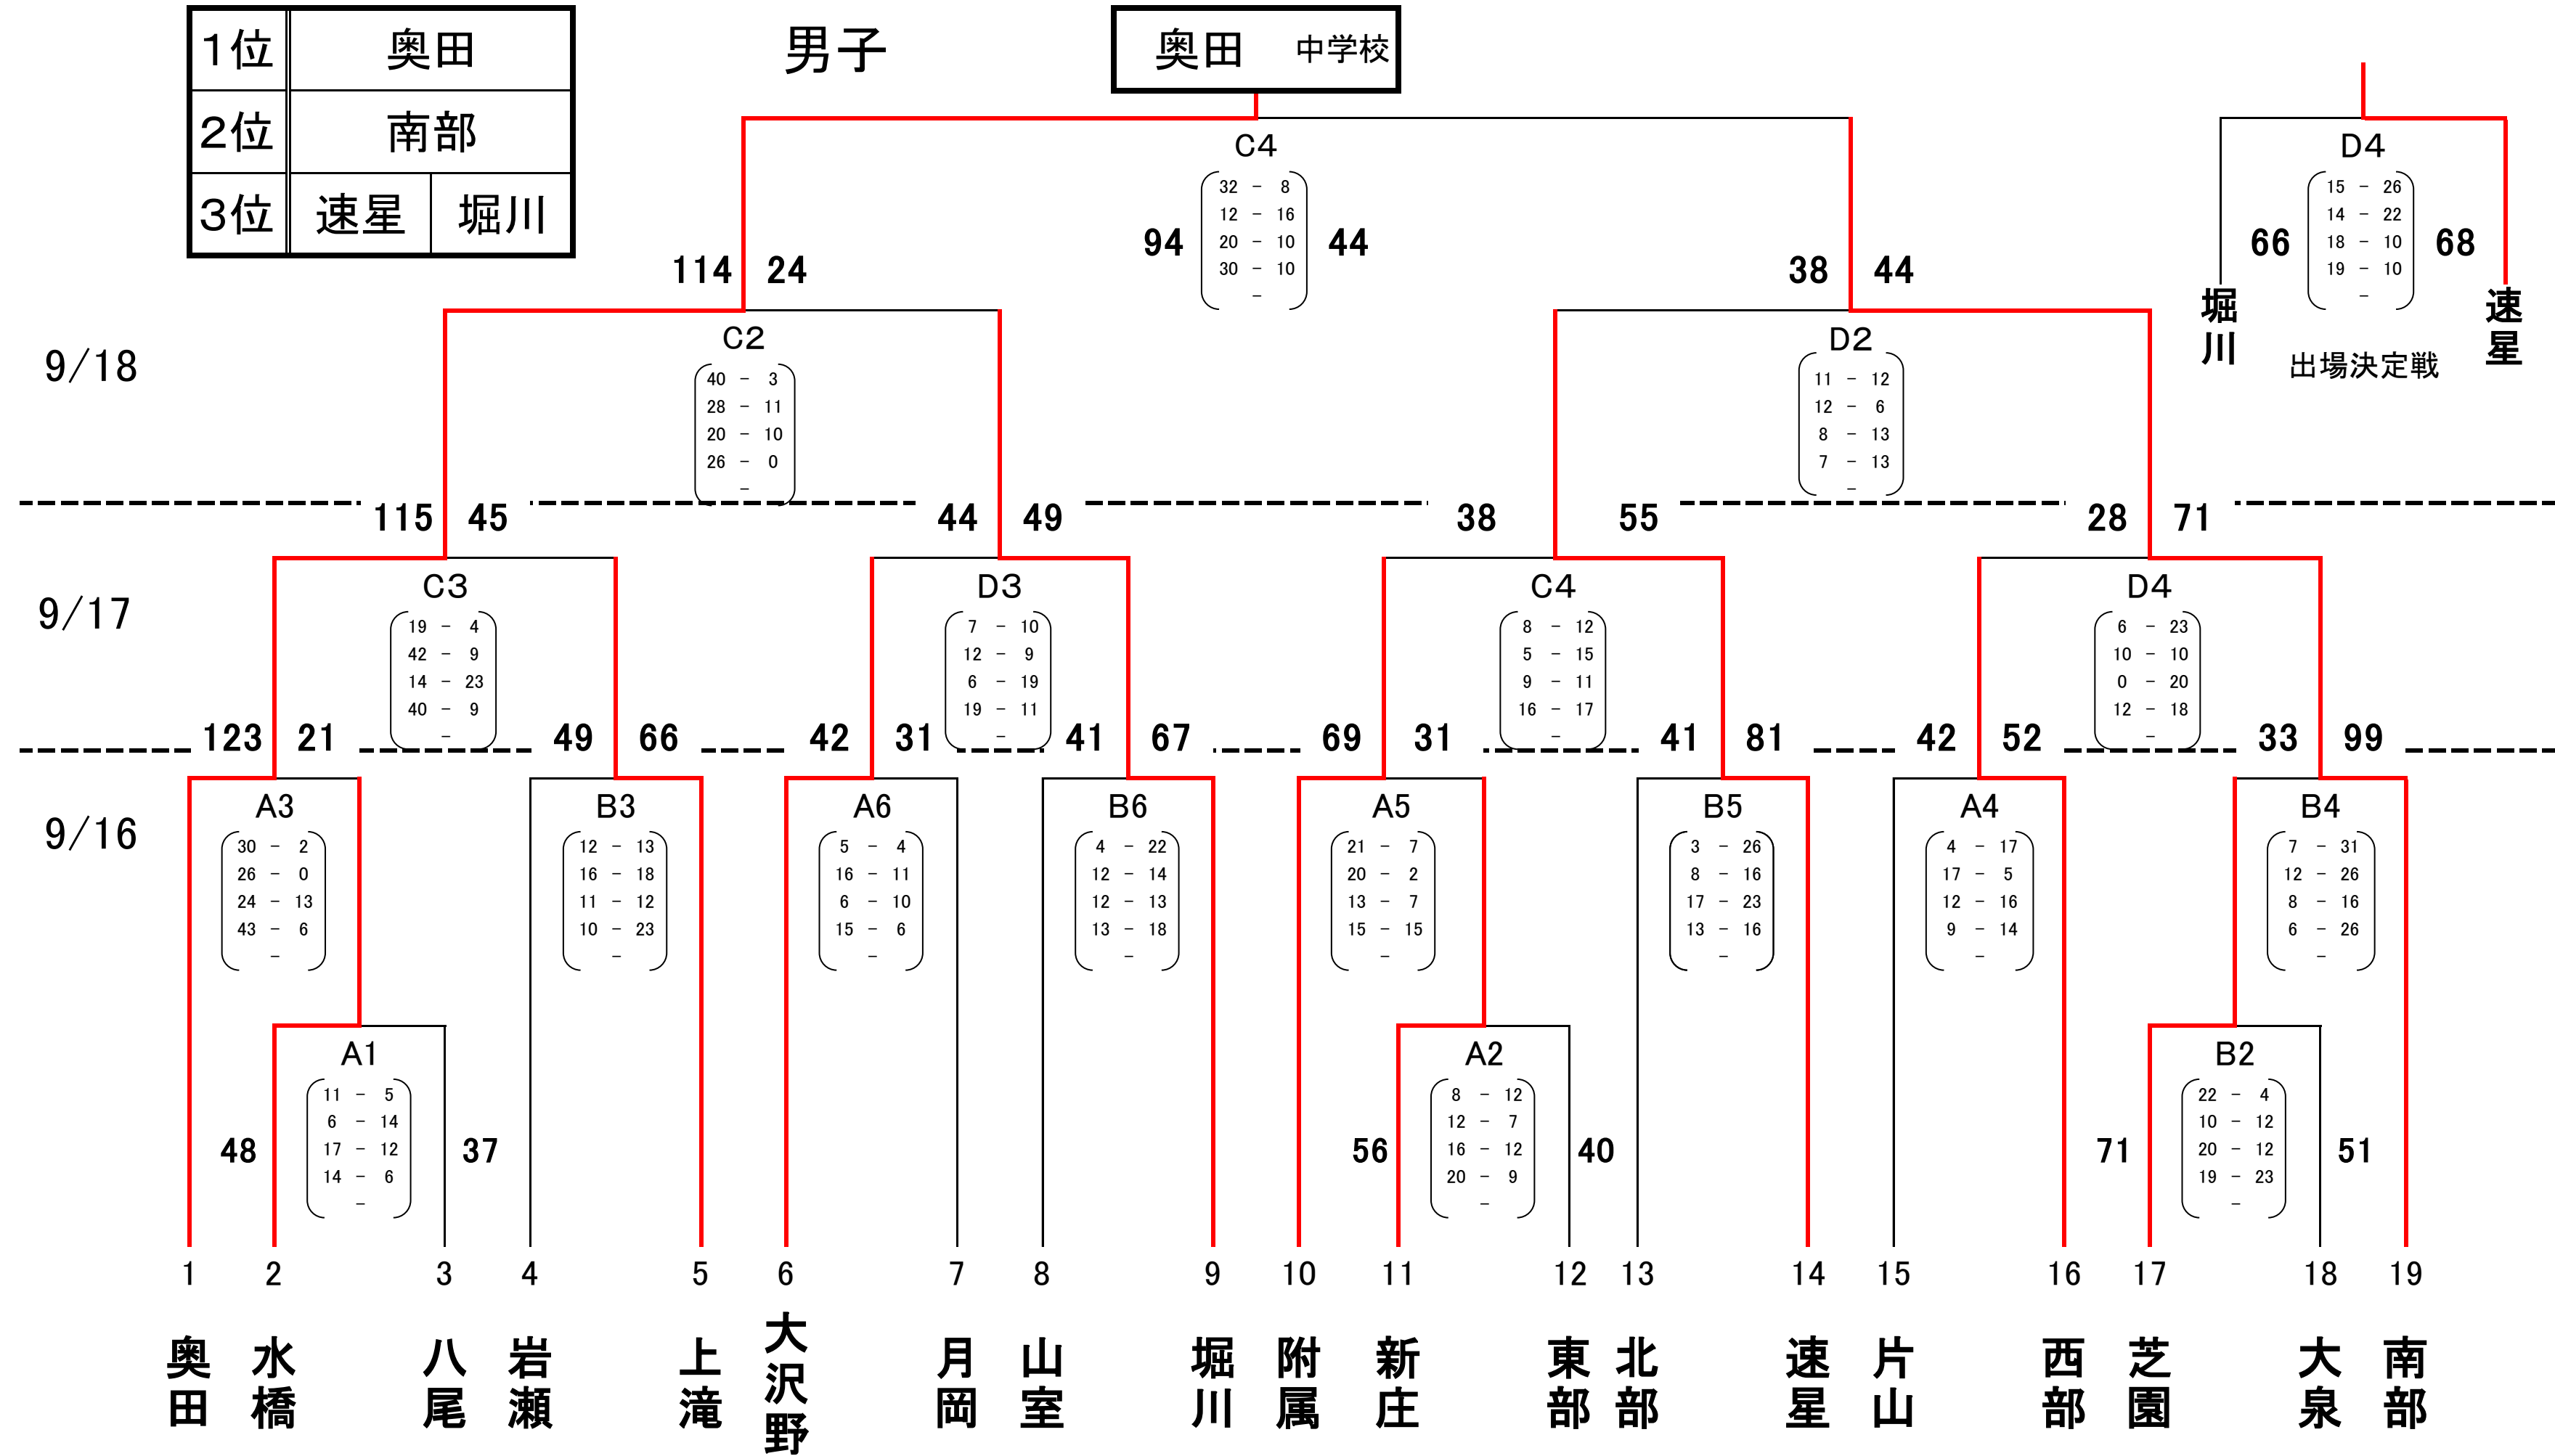 1位 奥田
2位 南部
3位 速星 堀川
男子
奥田 中学校
C4
94 44
32 - 8
12 - 16
20 - 10
30 - 10
-
D4
66 68
15 - 26
14 - 22
18 - 10
19 - 10
-
堀川
速星
出場決定戦
114 24
38 44
9/18
C2
40 - 3
28 - 11
20 - 10
26 - 0
-
D2
11 - 12
12 - 6
8 - 13
7 - 13
-
115 45
44 49
38 55
28 71
9/17
C3
19 - 4
42 - 9
14 - 23
40 - 9
-
D3
7 - 10
12 - 9
6 - 19
19 - 11
-
C4
8 - 12
5 - 15
9 - 11
16 - 17
-
D4
6 - 23
10 - 10
0 - 20
12 - 18
-
123 21
49 66
42 31
41 67
69 31
41 81
42 52
33 99
9/16
A3
30 - 2
26 - 0
24 - 13
43 - 6
-
B3
12 - 13
16 - 18
11 - 12
10 - 23
-
A6
5 - 4
16 - 11
6 - 10
15 - 6
-
B6
4 - 22
12 - 14
12 - 13
13 - 18
-
A5
21 - 7
20 - 2
13 - 7
15 - 15
-
B5
3 - 26
8 - 16
17 - 23
13 - 16
-
A4
4 - 17
17 - 5
12 - 16
9 - 14
-
B4
7 - 31
12 - 26
8 - 16
6 - 26
-
A1
48 37
11 - 5
6 - 14
17 - 12
14 - 6
-
A2
56 40
8 - 12
12 - 7
16 - 12
20 - 9
-
B2
71 51
22 - 4
10 - 12
20 - 12
19 - 23
-
1 2 3 4 5 6 7 8 9 10 11 12 13 14 15 16 17 18 19
奥田
水橋
八尾
岩瀬
上滝
大沢野
月岡
山室
堀川
附属
新庄
東部
北部
速星
片山
西部
芝園
大泉
南部